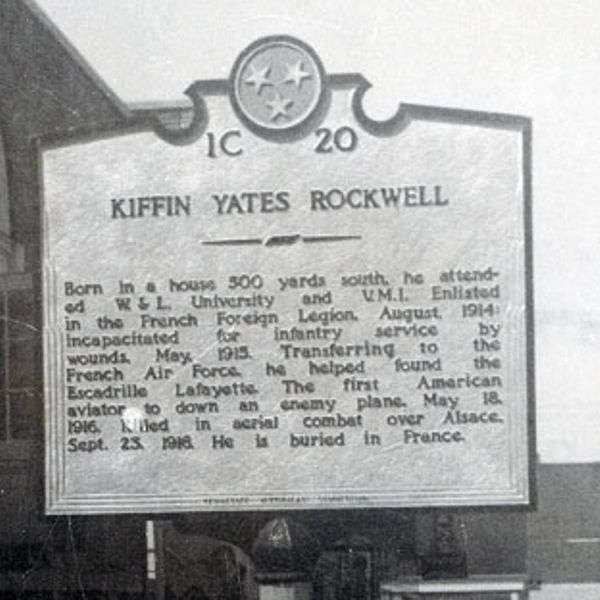 1C 20
KIFFIN YATES ROCKWELL
Born in a house 500 yards south, he attend-
ed W. & L. University and V.M.I. Enlisted
in the French Foreign Legion, August, 1914;
incapacitated for infantry service by
wounds, May, 1915. Transferring to the
French Air Force, he helped found the
Escadrille Lafayette. The first American
aviator to down an enemy plane, May 18,
1916. Killed in aerial combat over Alsace,
Sept. 23, 1916. He is buried in France.